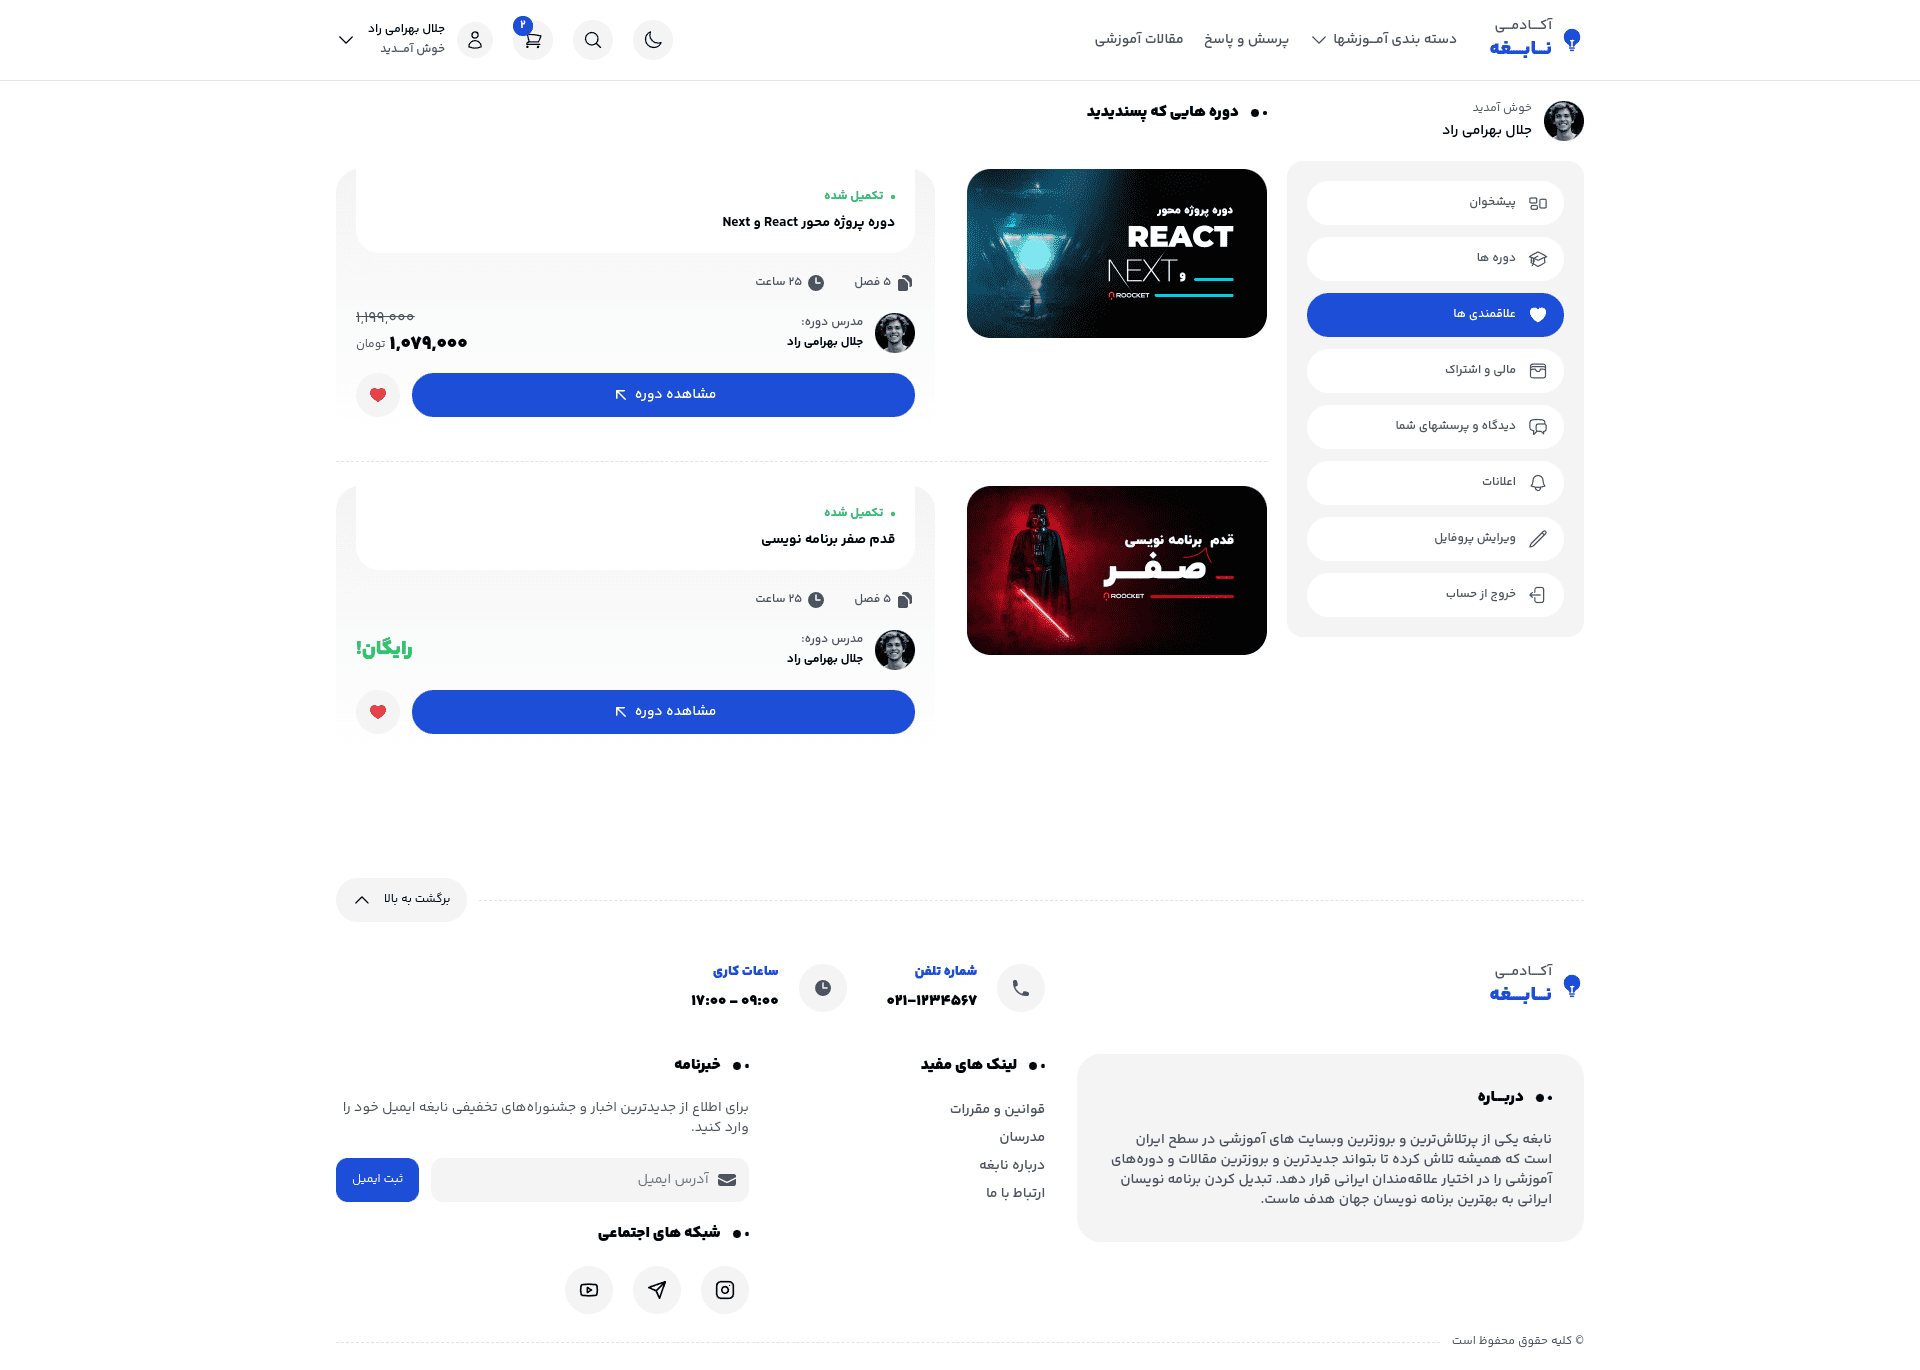 آکـــادمـــی
نـــابـــغه
دسته بندی آمـــوزشها
پرسش و پاسخ
مقالات آموزشی
۲
جلال بهرامی راد
خوش آمـــدید
خوش آمدید
جلال بهرامی راد
پیشخوان
دوره ها
علاقمندی ها
مالی و اشتراک
دیدگاه و پرسشهای شما
اعلانات
ویرایش پروفایل
خروج از حساب
دوره هایی که پسندیدید
دوره پروژه محور
REACT
و NEXT
ROOCKET
تکمیل شده
دوره پروژه محور React و Next
۵ فصل
۲۵ ساعت
مدرس دوره:
جلال بهرامی راد
۱,۱۹۹,۰۰۰
۱,۰۷۹,۰۰۰ تومان
مشاهده دوره
قدم برنامه نویسی
صـفـــر
ROOCKET
تکمیل شده
قدم صفر برنامه نویسی
۵ فصل
۲۵ ساعت
مدرس دوره:
جلال بهرامی راد
رایگان!
مشاهده دوره
برگشت به بالا
آکـــادمـــی
نـــابـــغه
شماره تلفن
۰۲۱-۱۲۳۴۵۶۷
ساعات کاری
۰۹:۰۰ - ۱۷:۰۰
دربـــاره
نابغه یکی از پرتلاش‌ترین و بروزترین وبسایت های آموزشی در سطح ایران
است که همیشه تلاش کرده تا بتواند جدیدترین و بروزترین مقالات و دوره‌های
آموزشی را در اختیار علاقه‌مندان ایرانی قرار دهد. تبدیل کردن برنامه نویسان
ایرانی به بهترین برنامه نویسان جهان هدف ماست.
لینک های مفید
قوانین و مقررات
مدرسان
درباره نابغه
ارتباط با ما
خبرنامه
برای اطلاع از جدیدترین اخبار و جشنوراه‌های تخفیفی نابغه ایمیل خود را
وارد کنید.
آدرس ایمیل
ثبت ایمیل
شبکه های اجتماعی
© کلیه حقوق محفوظ است